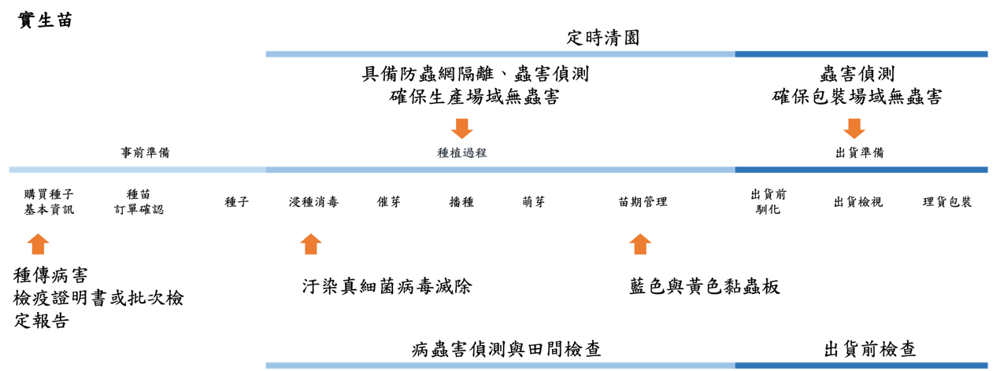 實生苗
定時清園
具備防蟲網隔離、蟲害偵測
確保生產場域無蟲害
蟲害偵測
確保包裝場域無蟲害
事前準備
種植過程
出貨準備
購買種子
基本資訊
種苗
訂單確認
種子
浸種消毒
催芽
播種
萌芽
苗期管理
出貨前
馴化
出貨檢視
理貨包裝
種傳病害
檢疫證明書或批次檢
定報告
汙染真細菌病毒滅除
藍色與黃色黏蟲板
病蟲害偵測與田間檢查
出貨前檢查